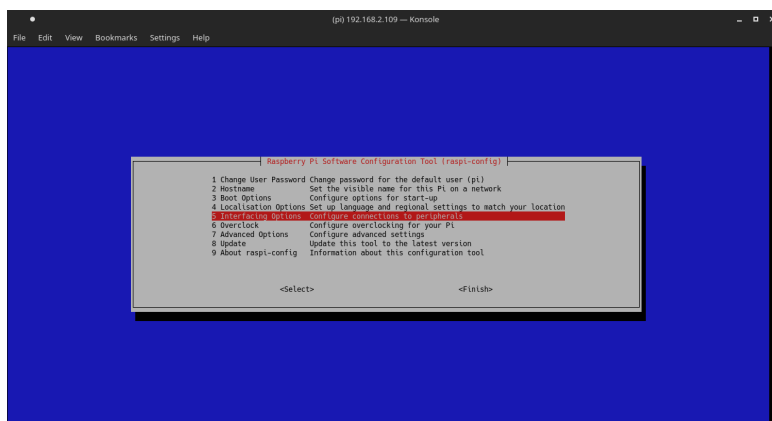 (pi) 192.168.2.109 — Konsole
File Edit View Bookmarks Settings Help
Raspberry Pi Software Configuration Tool (raspi-config)
1 Change User Password Change password for the default user (pi)
2 Hostname Set the visible name for this Pi on a network
3 Boot Options Configure options for start-up
4 Localisation Options Set up language and regional settings to match your location
5 Interfacing Options Configure connections to peripherals
6 Overclock Configure overclocking for your Pi
7 Advanced Options Configure advanced settings
8 Update Update this tool to the latest version
9 About raspi-config Information about this configuration tool
<Select> <Finish>